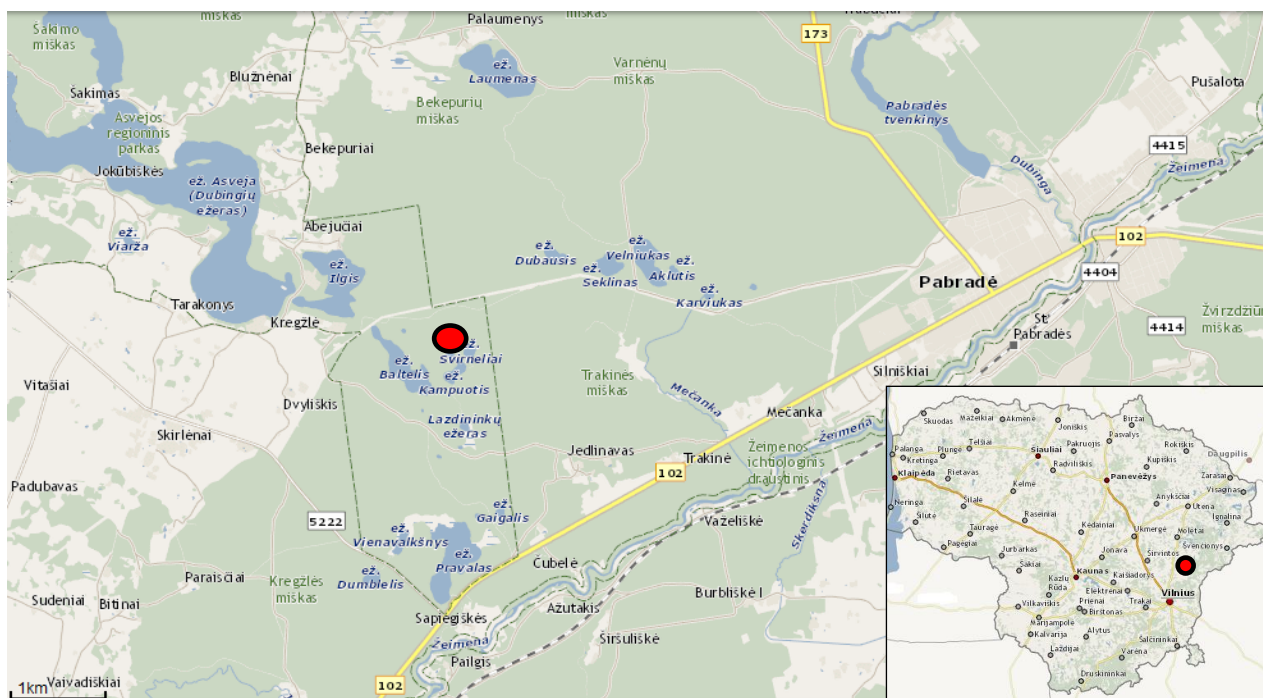 Šakimo
miškas
miškas
Palaumenys
miškas
173
Blužnėnai
ež.
Laumenas
Varnėnų
miškas
Pušalota
Šakimas
Bekepurių
miškas
Pabradės
tvenkinys
Asvejos
regioninis
parkas
Bekepuriai
4415
Žeimena
Dubinga
Jokūbiškės
ež. Asveja
(Dubingių
ežeras)
Abejučiai
ež.
Viarža
ež.
Dubausis
ež.
Velniukas
ež.
Seklinas
ež.
Aklutis
102
ež.
Ilgis
4404
Pabradė
ež.
Karviukas
Tarakonys
Kregžlė
St.
Pabradės
4414
ež.
Svirneliai
ež.
Baltelis
ež.
Kampuotis
Trakinės
miškas
Vitašiai
Silniškiai
Dvyliškis
Mečanka
Lazdininkų
ežeras
Mečanka
Skirlėnai
Žeimena
Jedlinavas
Trakinė
Žeimenos
ichtiologinis
draustinis
102
Padubavas
ež.
Gaigalis
5222
Važeliškė
Skerdiksna
ež.
Vienavalkšnys
ež.
Pravalas
Čubelė
ež.
Dumblelis
Paraisčiai
Kregžlės
miškas
Burbliškė I
Sudeniai
Bitinai
Ažutakis
Sapiegiškės
Širšuliškė
Žeimena
Pailgis
102
Vaivadiškiai
1km
Skuodas
Mažeikiai
Akmenė
Joniškis
Biržai
Pasvalys
Rokiškis
Palanga
Plungė
Telšiai
Šiauliai
Pakruojis
Kretinga
Kupiškis
Daugpilis
Klaipėda
Rietavas
Radviliškis
Panevėžys
Zarasai
Kelmė
Visaginas
Neringa
Šilalė
Anykščiai
Utena
Šilutė
Raseiniai
Ignalina
Tauragė
Kėdainiai
Ukmergė
Molėtai
Pagėgiai
Švenčionys
Jurbarkas
Jonava
Širvintos
Šakiai
Kaunas
Kaišiadorys
Kazlų
Rūda
Elektrėnai
Vilnius
Vilkaviškis
Prienai
Trakai
Birštonas
Marijampolė
Kalvarija
Alytus
Šalčininkai
Lazdijai
Varėna
Druskininkai